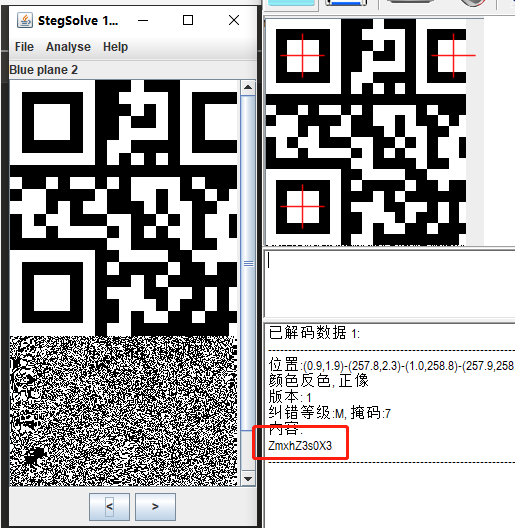 StegSolve 1...
File Analyse Help
Blue plane 2
< >
已解码数据 1:
位置:(0.9,1.9)-(257.8,2.3)-(1.0,258.8)-(257.9,258
颜色反色, 正像
版本: 1
纠错等级:M, 掩码:7
内容:
ZmxhZ3s0X3